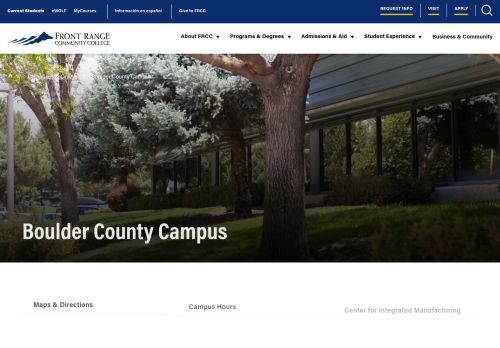 Current Students eWOLF MyCourses Información en español Give to FRCC REQUEST INFO VISIT APPLY
FRONT RANGE
COMMUNITY COLLEGE
About FRCC Programs & Degrees Admissions & Aid Student Experience Business & Community
Boulder County Campus
Boulder County Campus
Maps & Directions Campus Hours Center for Integrated Manufacturing